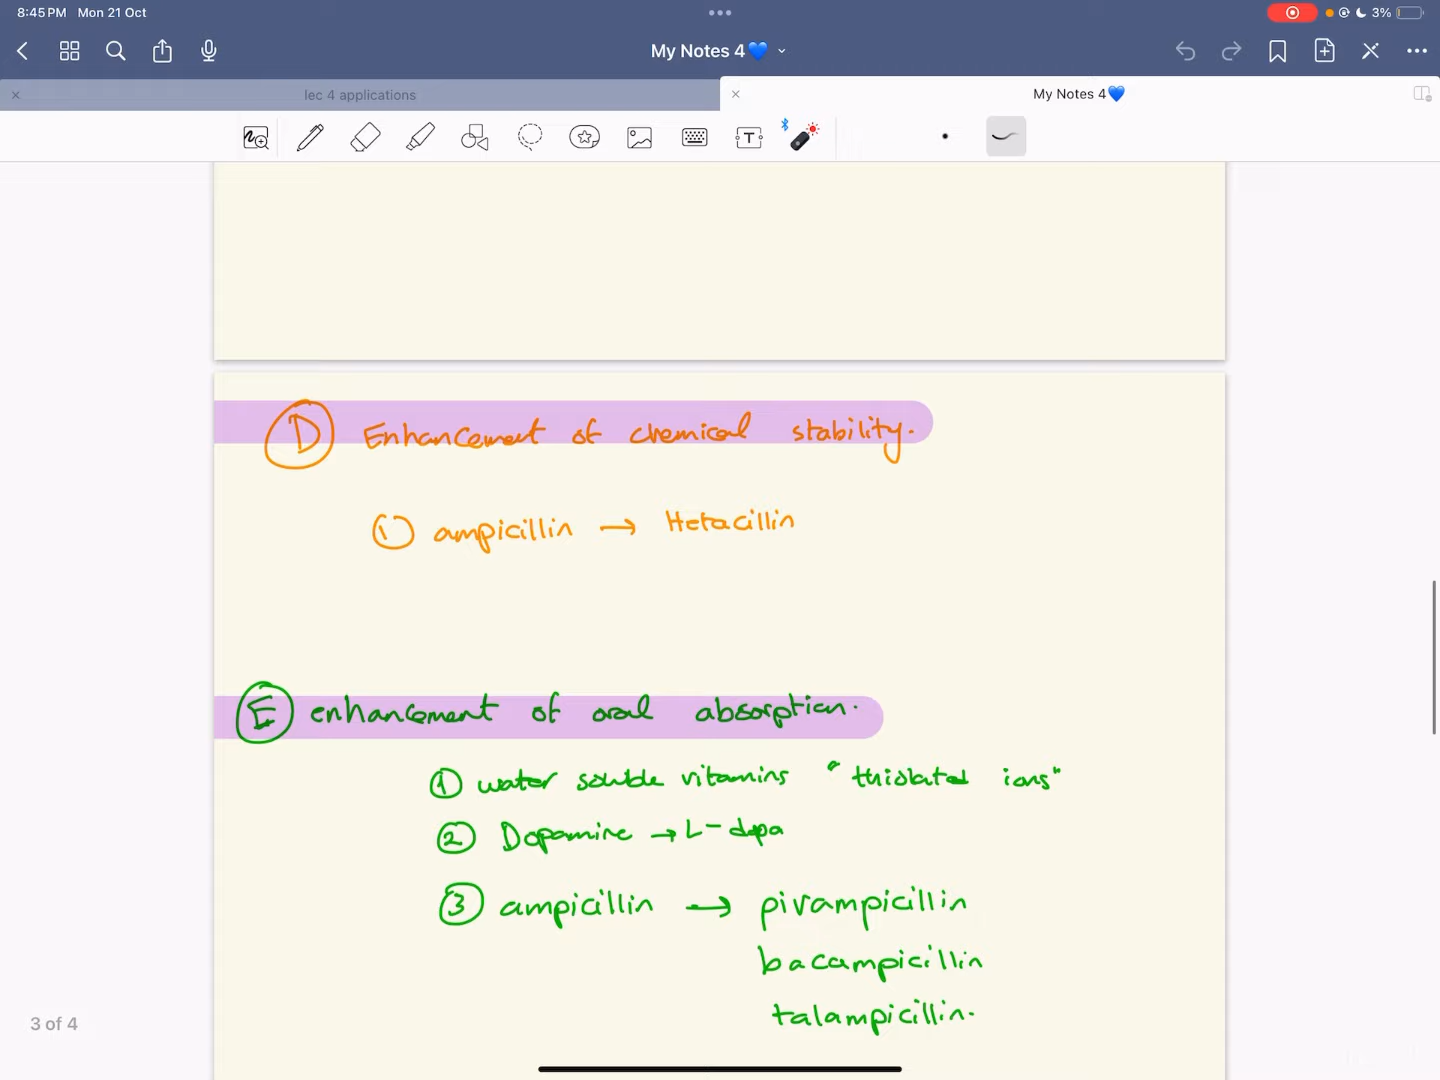 8:45 PM Mon 21 Oct
3%
My Notes 4💙
lec 4 applications
My Notes 4💙
D Enhancement of chemical stability.
① ampicillin → Hetacillin
E enhancement of oral absorption.
① water soluble vitamins "thiolated ions"
② Dopamine → L-dopa
③ ampicillin → pivampicillin
bacampicillin
talampicillin.
3 of 4